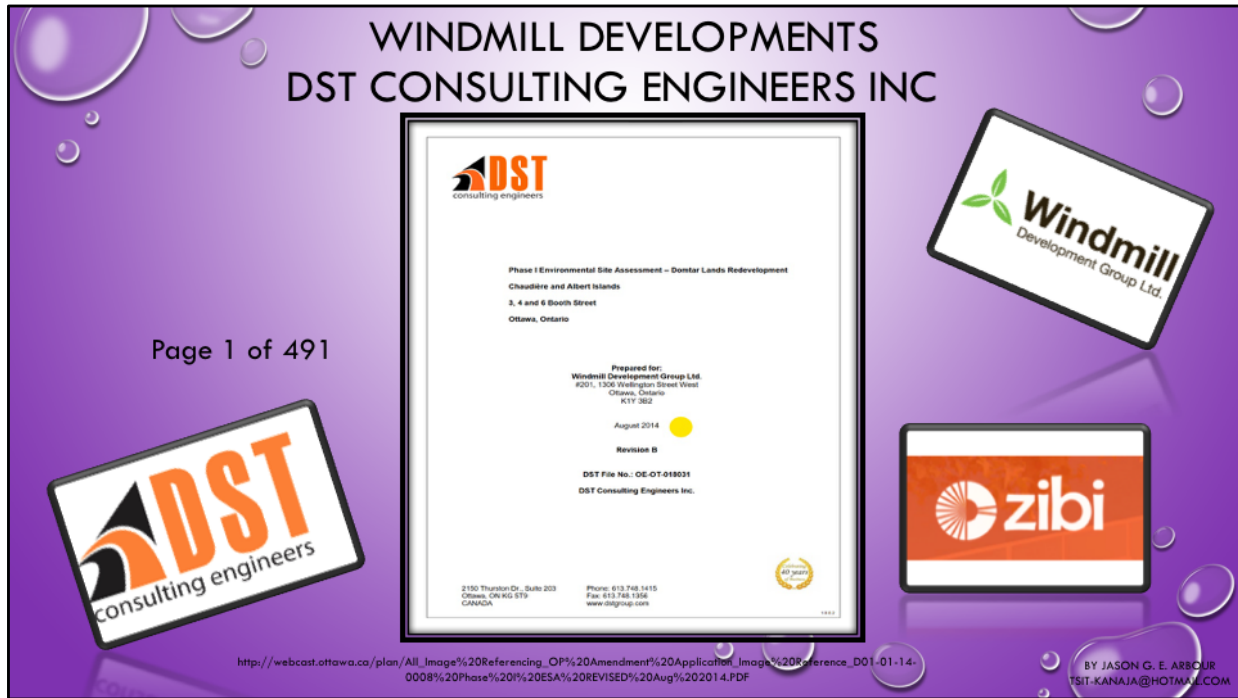 WINDMILL DEVELOPMENTS
DST CONSULTING ENGINEERS INC
DST
consulting engineers
Phase I Environmental Site Assessment – Domtar Lands Redevelopment
Chaudière and Albert Islands
3, 4 and 6 Booth Street
Ottawa, Ontario
Prepared for:
Windmill Development Group Ltd.
#201, 1306 Wellington Street West
Ottawa, Ontario
K1Y 3B2
August 2014
Revision B
DST File No.: OE-OT-018031
DST Consulting Engineers Inc.
40 years
2150 Thurston Dr., Suite 203
Ottawa, ON KG 5T9
CANADA
Phone: 613.748.1415
Fax: 613.748.1356
www.dstgroup.com
Page 1 of 491
DST
consulting engineers
Windmill
Development Group Ltd.
zibi
http://webcast.ottawa.ca/plan/All_Image%20Referencing_OP%20Amendment%20Application_Image%20Reference_D01-01-14-
0008%20Phase%20I%20ESA%20REVISED%20Aug%202014.PDF
BY JASON G. E. ARBOUR
TSIT-KANAJA@HOTMAIL.COM